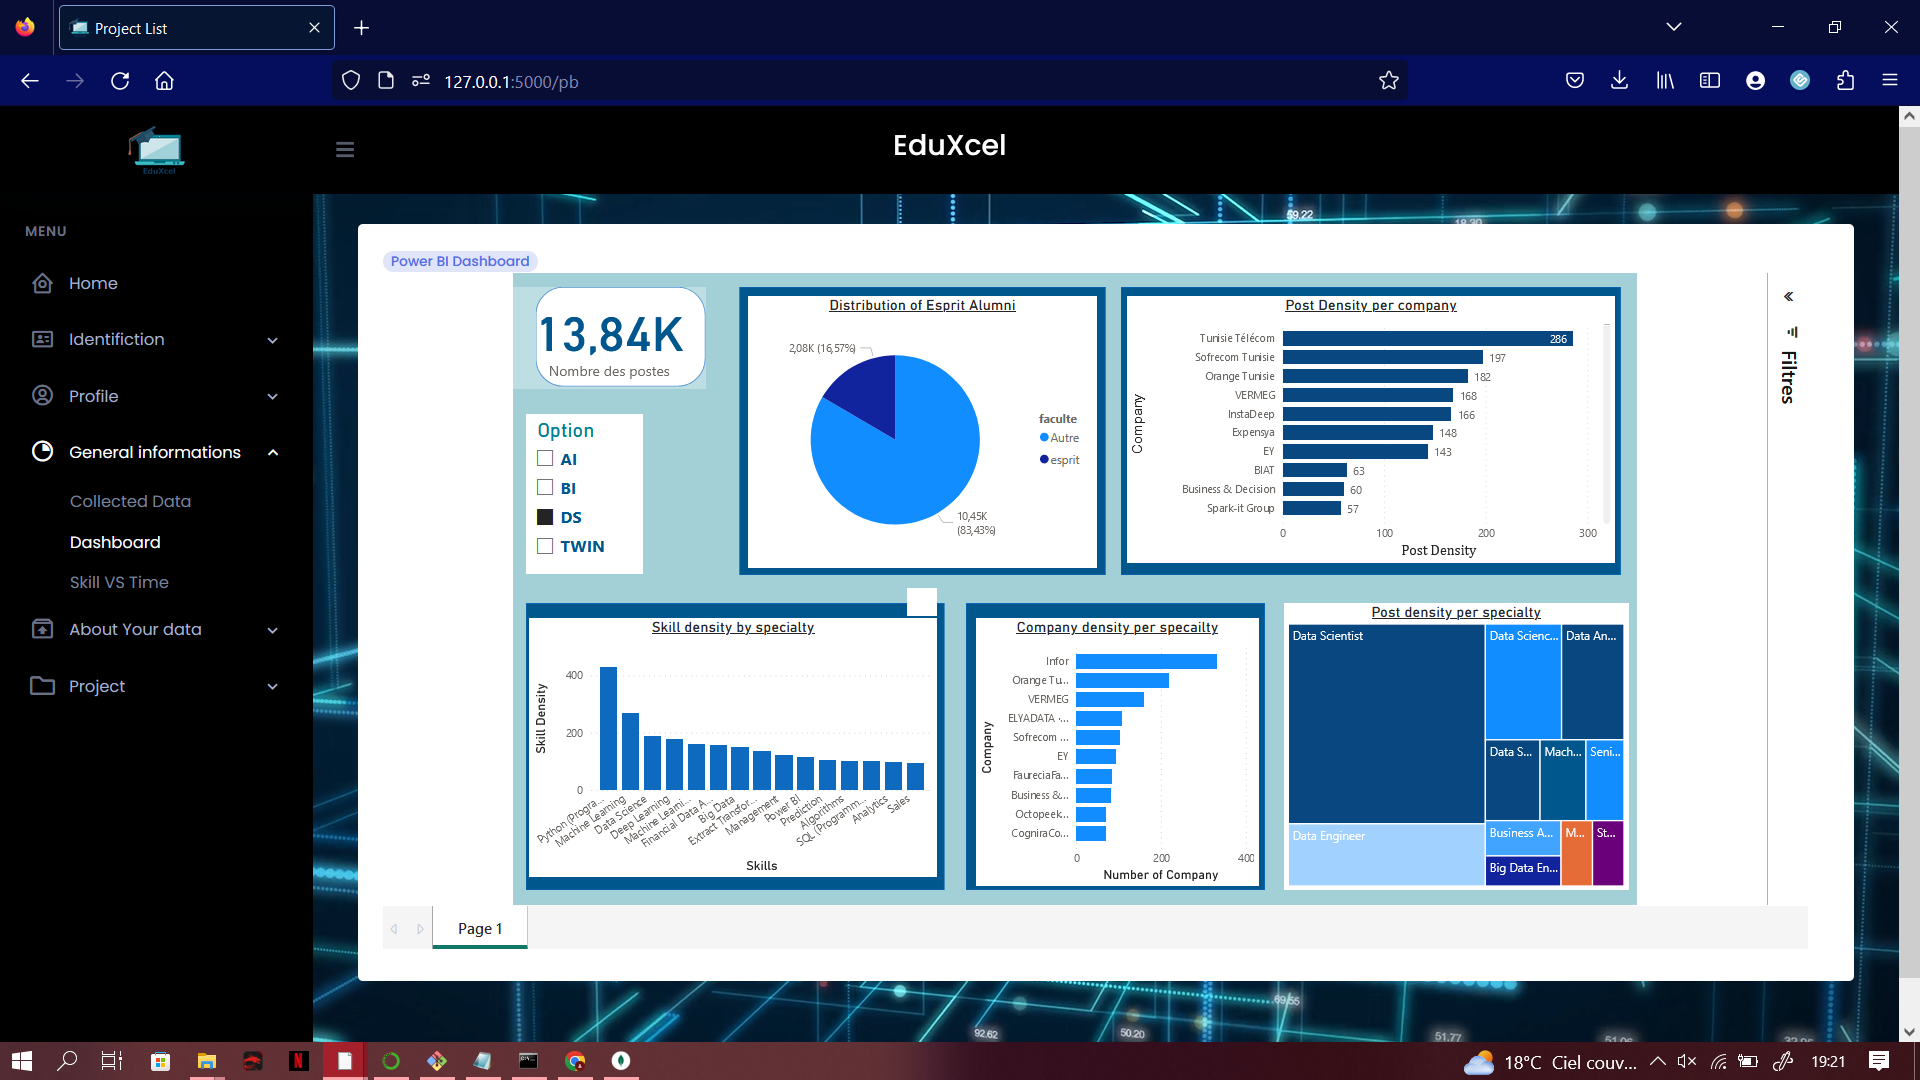 Project List
127.0.0.1:5000/pb
EduXcel
EduXcel
MENU
Home
Identifiction
Profile
General informations
Collected Data
Dashboard
Skill VS Time
About Your data
Project
59.22
18.30
Power BI Dashboard
13,84K
Nombre des postes
Option
AI
BI
DS
TWIN
Distribution of Esprit Alumni
2,08K (16,57%)
10,45K
(83,43%)
faculte
Autre
esprit
Post Density per company
Company
Tunisie Télécom 286
Sofrecom Tunisie 197
Orange Tunisie 182
VERMEG 168
InstaDeep 166
Expensya 148
EY 143
BIAT 63
Business & Decision 60
Spark-it Group 57
0 100 200 300
Post Density
Filtres
Skill density by specialty
Skill Density
400
200
0
Python (Progra...
Machine Learning
Data Science
Deep Learning
Machine Learni...
Financial Data A...
Big Data
Extract Transfor...
Management
Power BI
Prediction
Algorithms
SQL (Programm...
Analytics
Sales
Skills
Company density per specailty
Company
Infor
Orange Tu...
VERMEG
ELYADATA -...
Sofrecom ...
EY
FaureciaFa...
Business &...
Octopeek...
CogniraCo...
0 200 400
Number of Company
Post density per specialty
Data Scientist
Data Scienc...
Data An...
Data S...
Mach...
Seni...
Data Engineer
Business A...
M...
St...
Big Data En...
Page 1
69.55
92.62
50.20
51.77
18°C Ciel couv...
19:21